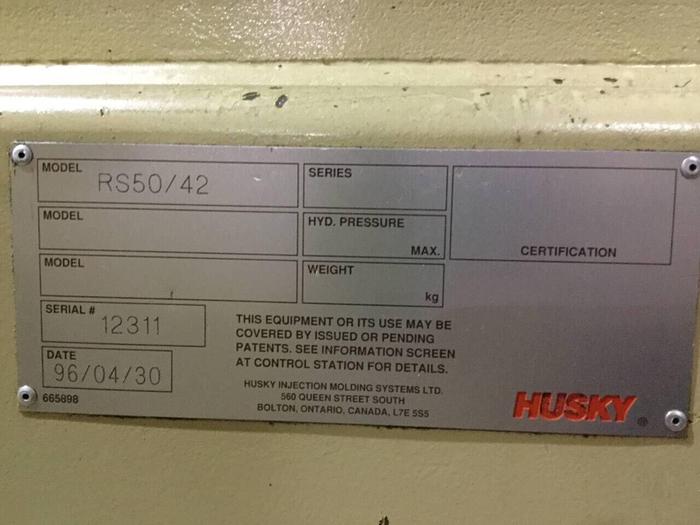 MODEL RS50/42
SERIES
MODEL
HYD. PRESSURE
MAX.
CERTIFICATION
MODEL
WEIGHT
kg
SERIAL # 12311
DATE
96/04/30
665898
THIS EQUIPMENT OR ITS USE MAY BE
COVERED BY ISSUED OR PENDING
PATENTS. SEE INFORMATION SCREEN
AT CONTROL STATION FOR DETAILS.
HUSKY INJECTION MOLDING SYSTEMS LTD.
560 QUEEN STREET SOUTH
BOLTON, ONTARIO, CANADA, L7E 5S5
HUSKY ®